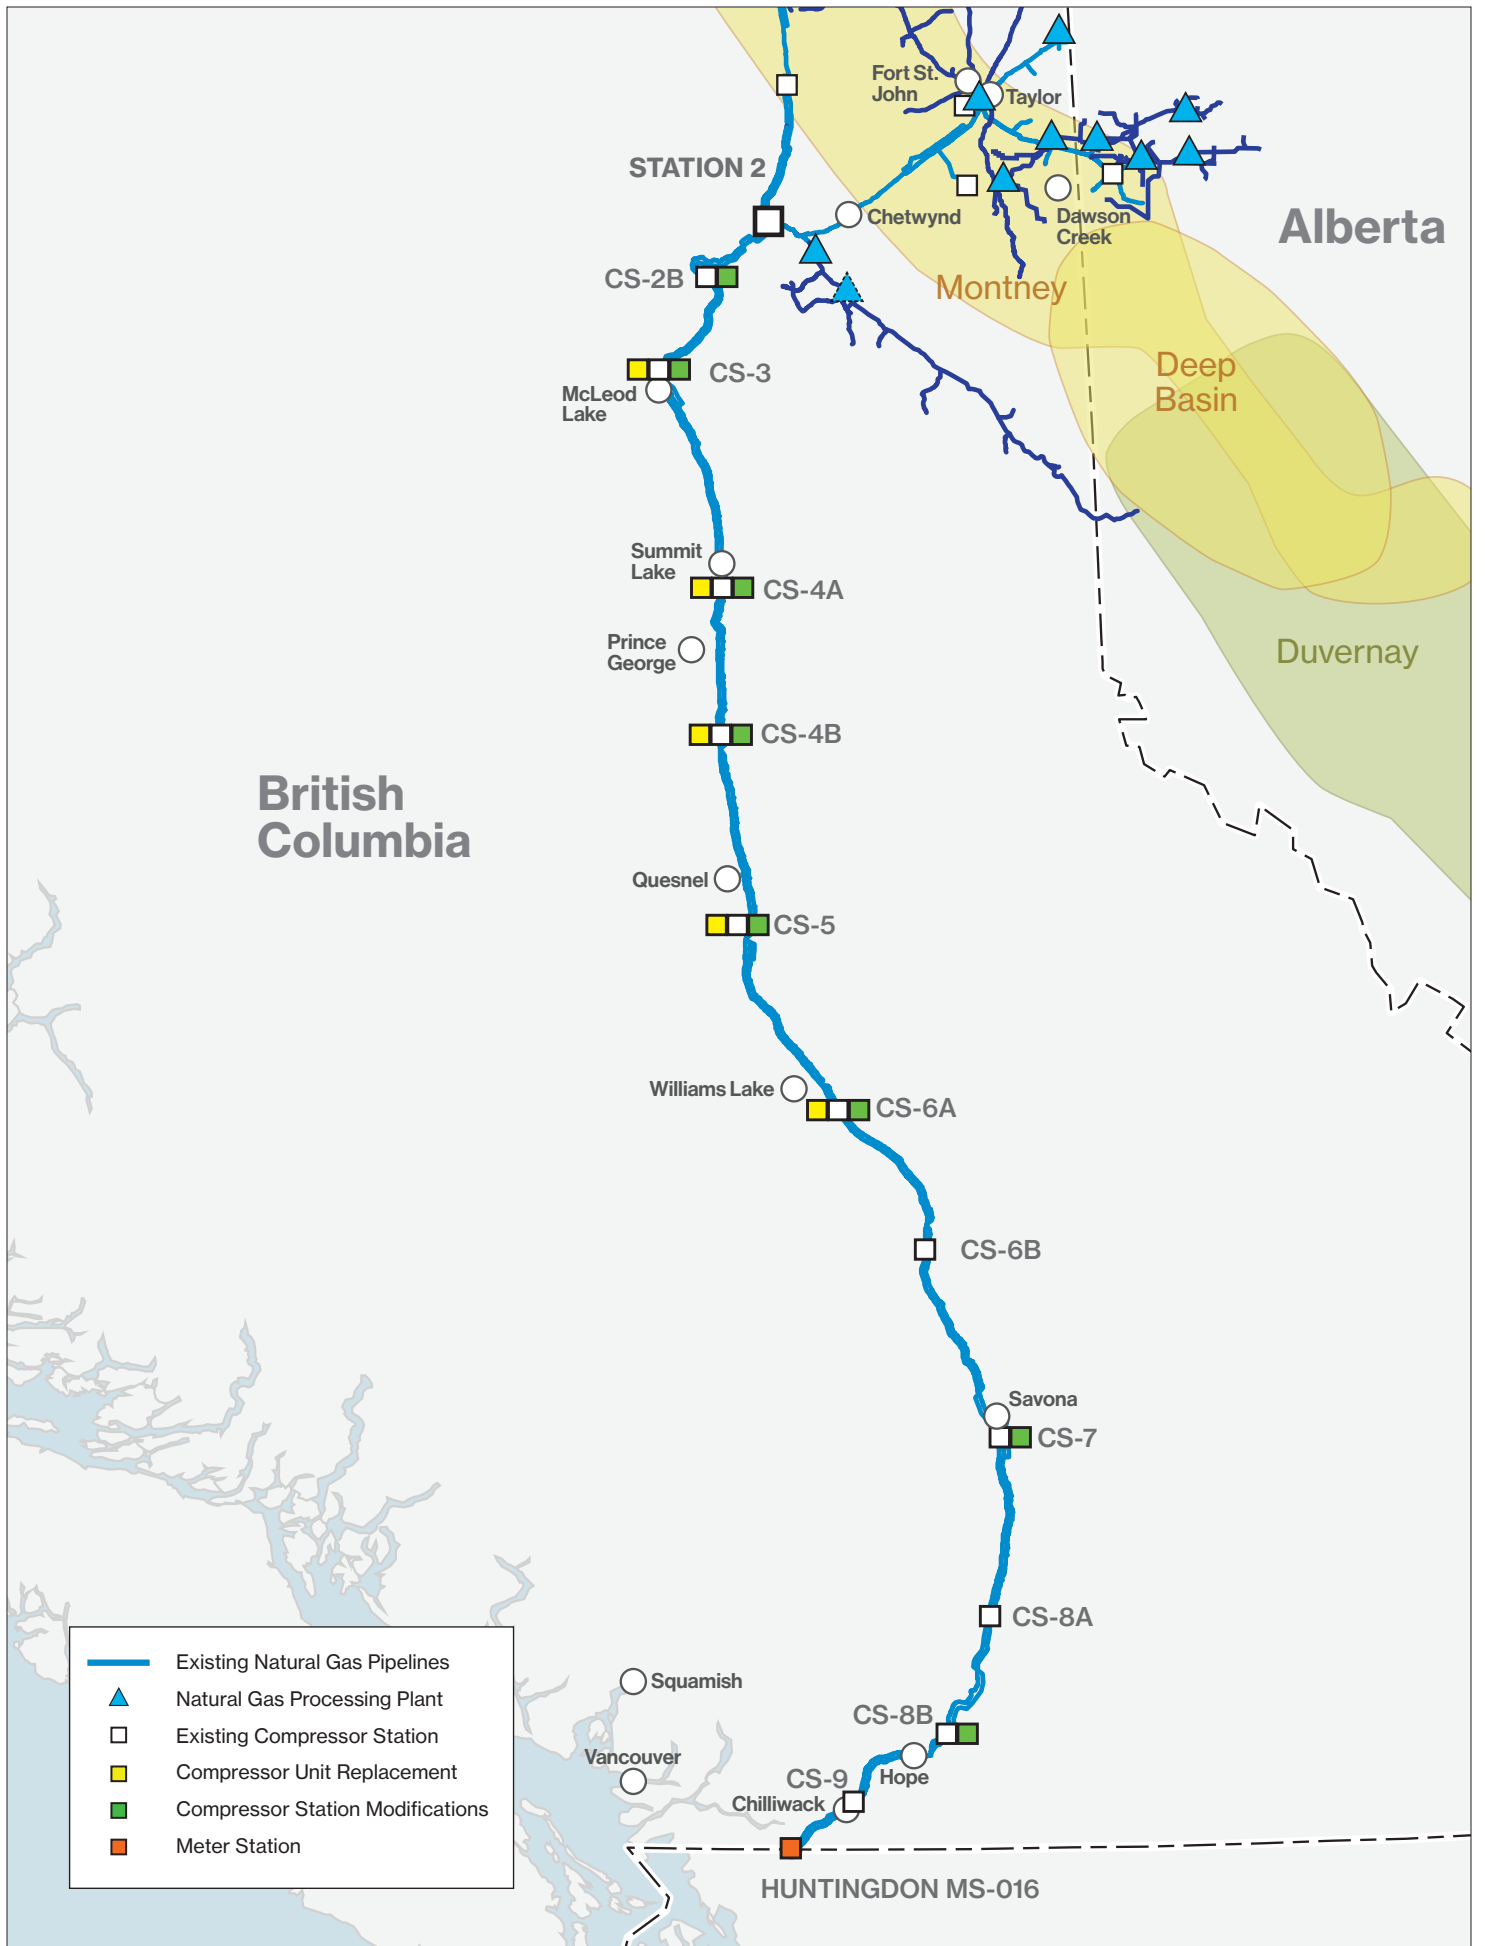 Fort St.
John
Taylor
STATION 2
Chetwynd
Dawson
Creek
Alberta
CS-2B
Montney
CS-3
Deep
Basin
McLeod
Lake
Summit
Lake
CS-4A
Prince
George
Duvernay
CS-4B
British
Columbia
Quesnel
CS-5
Williams Lake
CS-6A
CS-6B
Savona
CS-7
CS-8A
Squamish
CS-8B
Vancouver
Hope
CS-9
Chilliwack
HUNTINGDON MS-016
Existing Natural Gas Pipelines
Natural Gas Processing Plant
Existing Compressor Station
Compressor Unit Replacement
Compressor Station Modifications
Meter Station